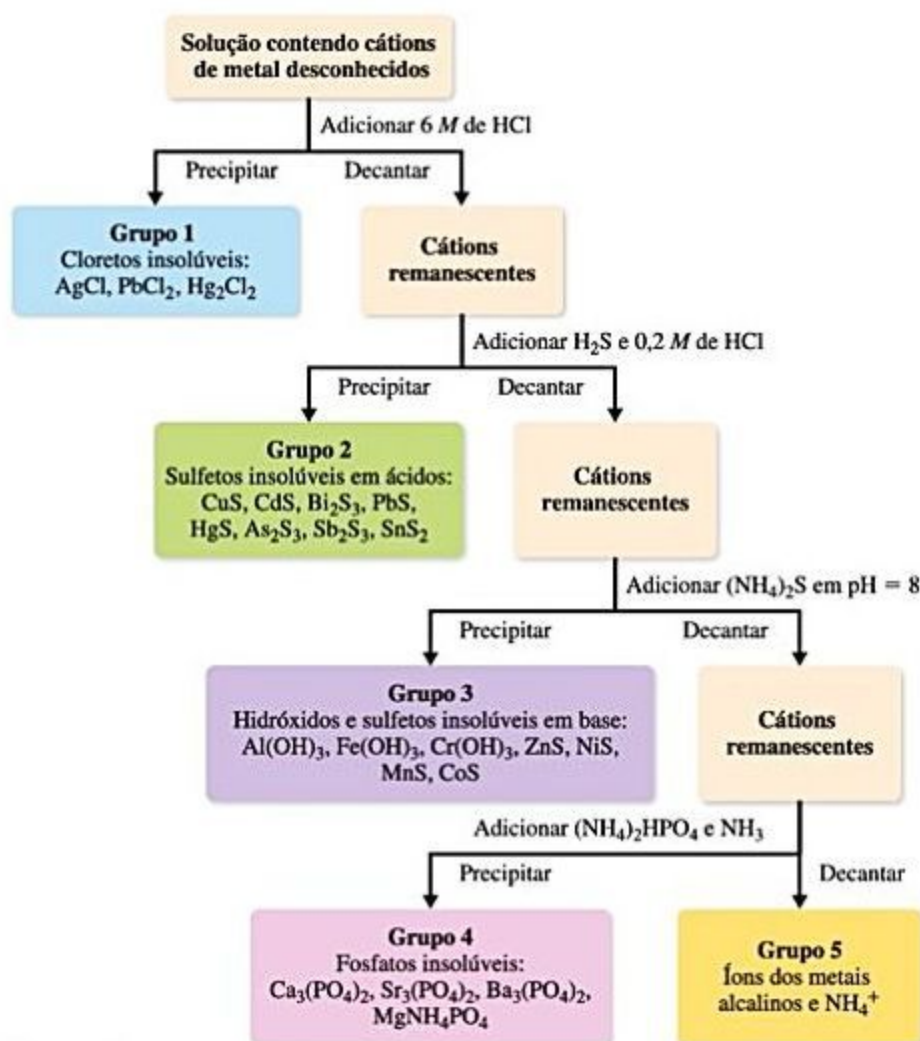 Solução contendo cátions
de metal desconhecidos
Adicionar 6 M de HCl
Precipitar
Decantar
Grupo 1
Cloretos insolúveis:
AgCl, PbCl₂, Hg₂Cl₂
Cátions
remanescentes
Adicionar H₂S e 0,2 M de HCl
Precipitar
Decantar
Grupo 2
Sulfetos insolúveis em ácidos:
CuS, CdS, Bi₂S₃, PbS,
HgS, As₂S₃, Sb₂S₃, SnS₂
Cátions
remanescentes
Adicionar (NH₄)₂S em pH = 8
Precipitar
Decantar
Grupo 3
Hidróxidos e sulfetos insolúveis em base:
Al(OH)₃, Fe(OH)₃, Cr(OH)₃, ZnS, NiS,
MnS, CoS
Cátions
remanescentes
Adicionar (NH₄)₂HPO₄ e NH₃
Precipitar
Decantar
Grupo 4
Fosfatos insolúveis:
Ca₃(PO₄)₂, Sr₃(PO₄)₂, Ba₃(PO₄)₂,
MgNH₄PO₄
Grupo 5
Íons dos metais
alcalinos e NH₄⁺